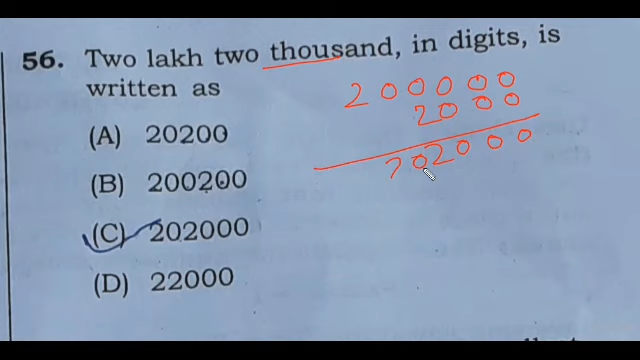 56. Two lakh two thousand, in digits, is
written as
(A) 20200
(B) 200200
(C) 202000
(D) 22000
200000
2000
202000